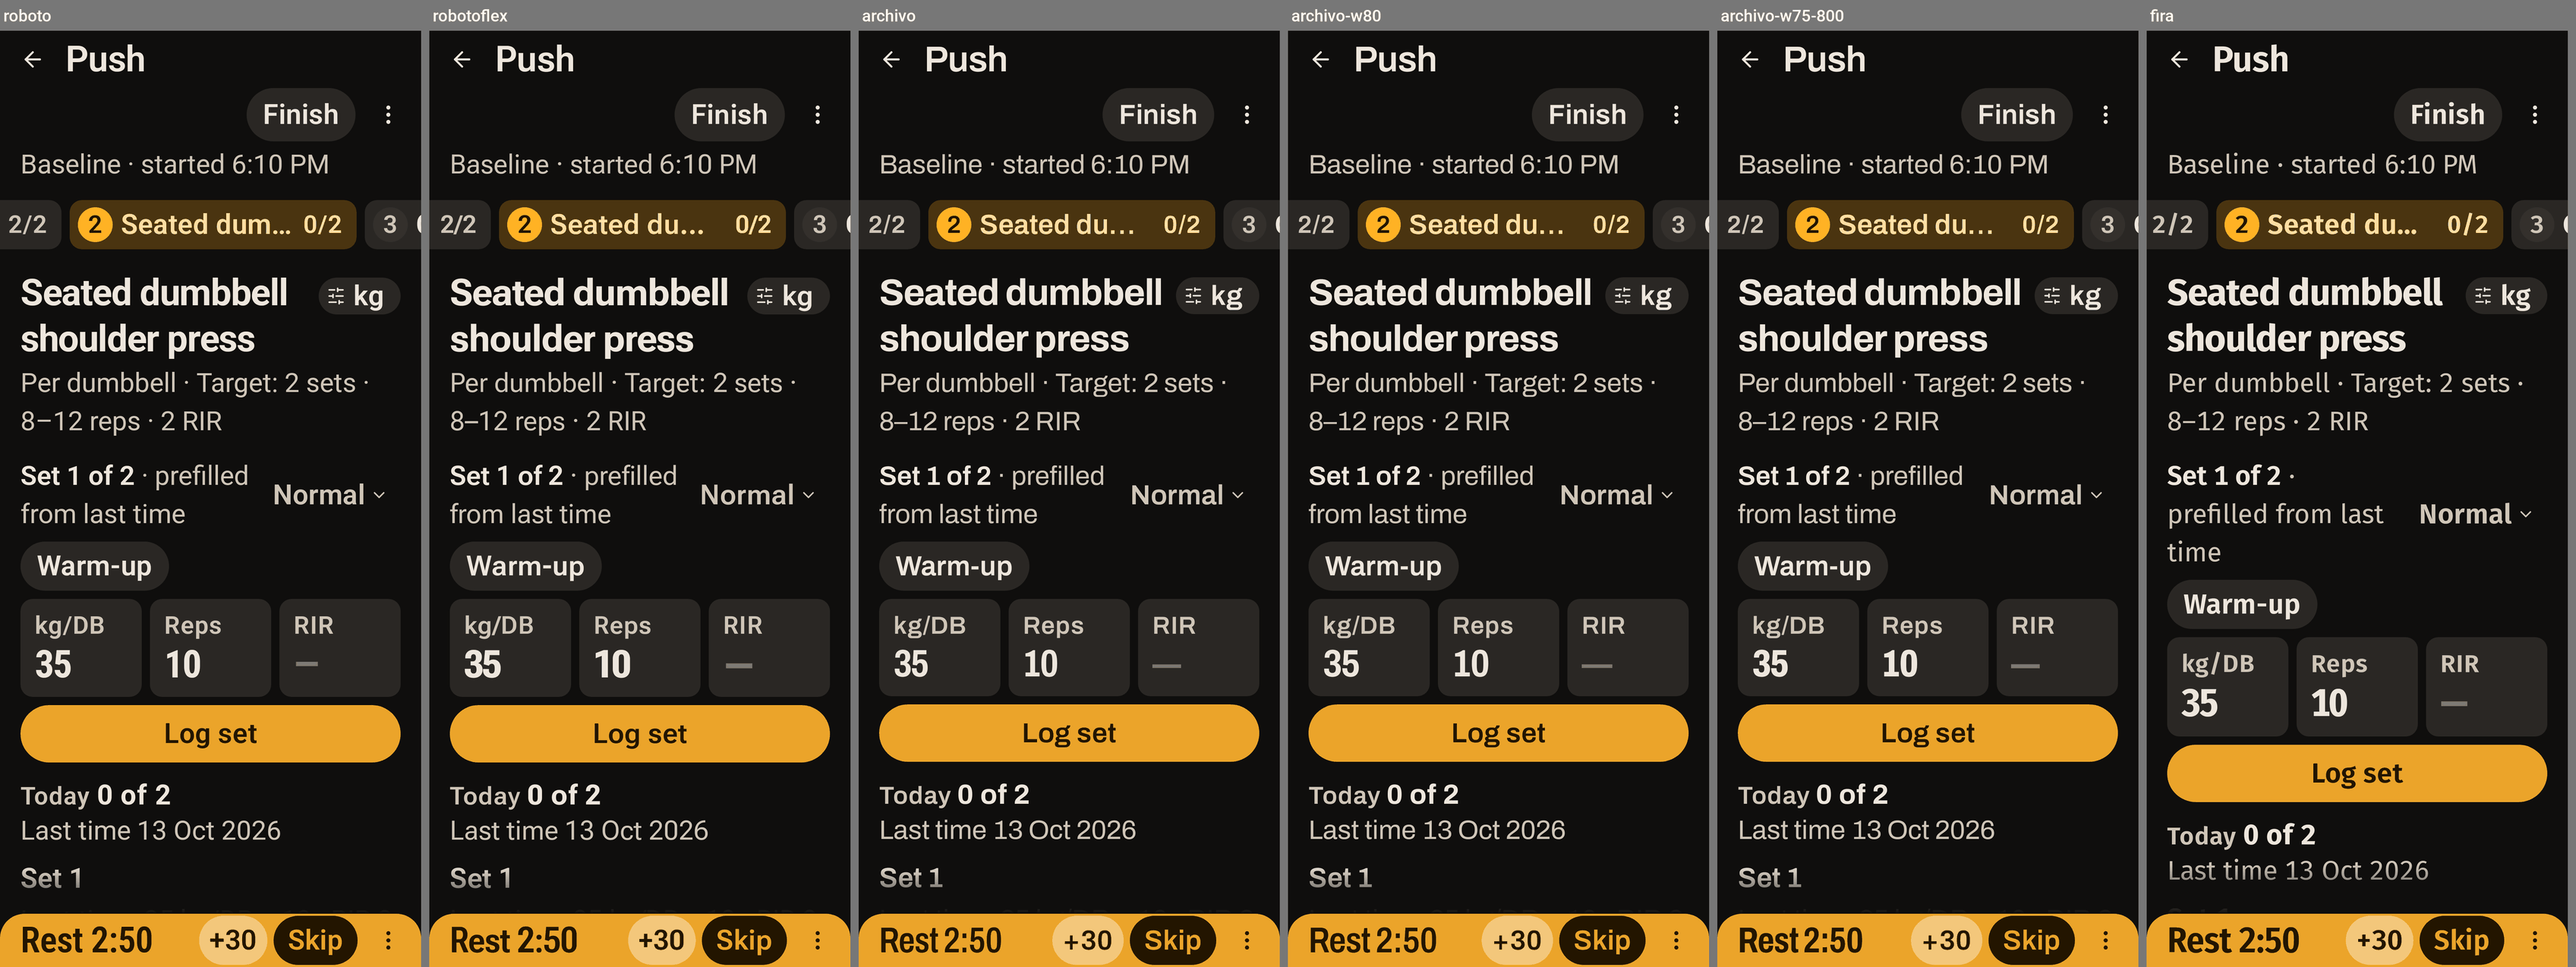 roboto
← Push
Finish
Baseline · started 6:10 PM
2/2 2 Seated dum... 0/2 3
Seated dumbbell kg
shoulder press
Per dumbbell · Target: 2 sets ·
8–12 reps · 2 RIR
Set 1 of 2 · prefilled
from last time
Normal
Warm-up
kg/DB Reps RIR
35 10 —
Log set
Today 0 of 2
Last time 13 Oct 2026
Set 1
Rest 2:50 +30 Skip
robotoflex
← Push
Finish
Baseline · started 6:10 PM
2/2 2 Seated du... 0/2 3
Seated dumbbell kg
shoulder press
Per dumbbell · Target: 2 sets ·
8–12 reps · 2 RIR
Set 1 of 2 · prefilled
from last time
Normal
Warm-up
kg/DB Reps RIR
35 10 —
Log set
Today 0 of 2
Last time 13 Oct 2026
Set 1
Rest 2:50 +30 Skip
archivo
← Push
Finish
Baseline · started 6:10 PM
2/2 2 Seated du... 0/2 3
Seated dumbbell kg
shoulder press
Per dumbbell · Target: 2 sets ·
8–12 reps · 2 RIR
Set 1 of 2 · prefilled
from last time
Normal
Warm-up
kg/DB Reps RIR
35 10 —
Log set
Today 0 of 2
Last time 13 Oct 2026
Set 1
Rest 2:50 +30 Skip
archivo-w80
← Push
Finish
Baseline · started 6:10 PM
2/2 2 Seated du... 0/2 3
Seated dumbbell kg
shoulder press
Per dumbbell · Target: 2 sets ·
8–12 reps · 2 RIR
Set 1 of 2 · prefilled
from last time
Normal
Warm-up
kg/DB Reps RIR
35 10 —
Log set
Today 0 of 2
Last time 13 Oct 2026
Set 1
Rest 2:50 +30 Skip
archivo-w75-800
← Push
Finish
Baseline · started 6:10 PM
2/2 2 Seated du... 0/2 3
Seated dumbbell kg
shoulder press
Per dumbbell · Target: 2 sets ·
8–12 reps · 2 RIR
Set 1 of 2 · prefilled
from last time
Normal
Warm-up
kg/DB Reps RIR
35 10 —
Log set
Today 0 of 2
Last time 13 Oct 2026
Set 1
Rest 2:50 +30 Skip
fira
← Push
Finish
Baseline · started 6:10 PM
2/2 2 Seated du... 0/2 3
Seated dumbbell kg
shoulder press
Per dumbbell · Target: 2 sets ·
8–12 reps · 2 RIR
Set 1 of 2 ·
prefilled from last
time
Normal
Warm-up
kg/DB Reps RIR
35 10 —
Log set
Today 0 of 2
Last time 13 Oct 2026
Rest 2:50 +30 Skip